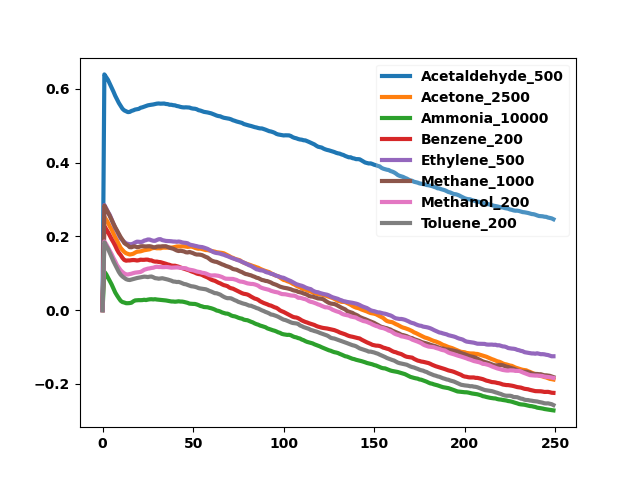 0.6
0.4
0.2
0.0
−0.2
0
50
100
150
200
250
Acetaldehyde_500
Acetone_2500
Ammonia_10000
Benzene_200
Ethylene_500
Methane_1000
Methanol_200
Toluene_200